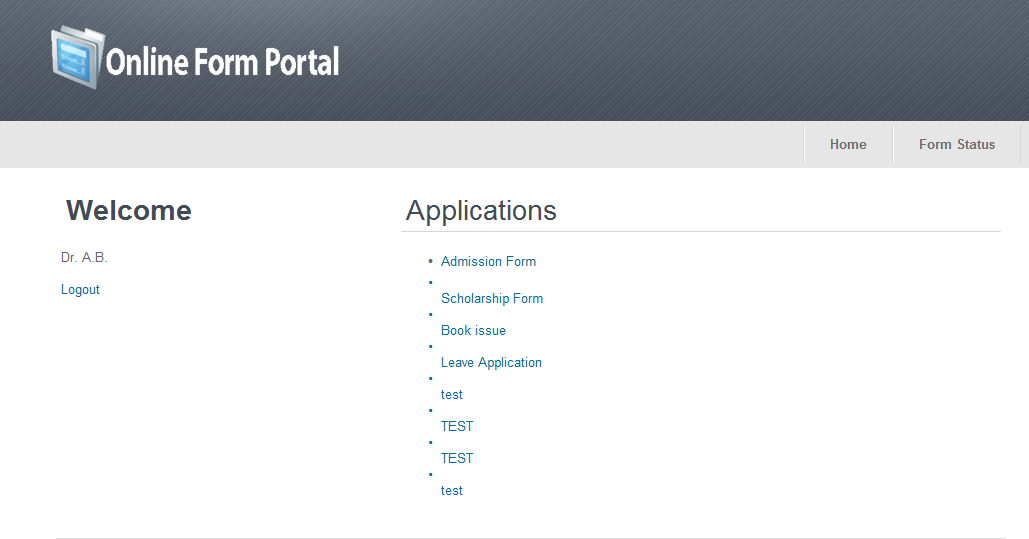 Online Form Portal
Home
Form Status
Welcome
Dr. A.B.
Logout
Applications
Admission Form
Scholarship Form
Book issue
Leave Application
test
TEST
TEST
test